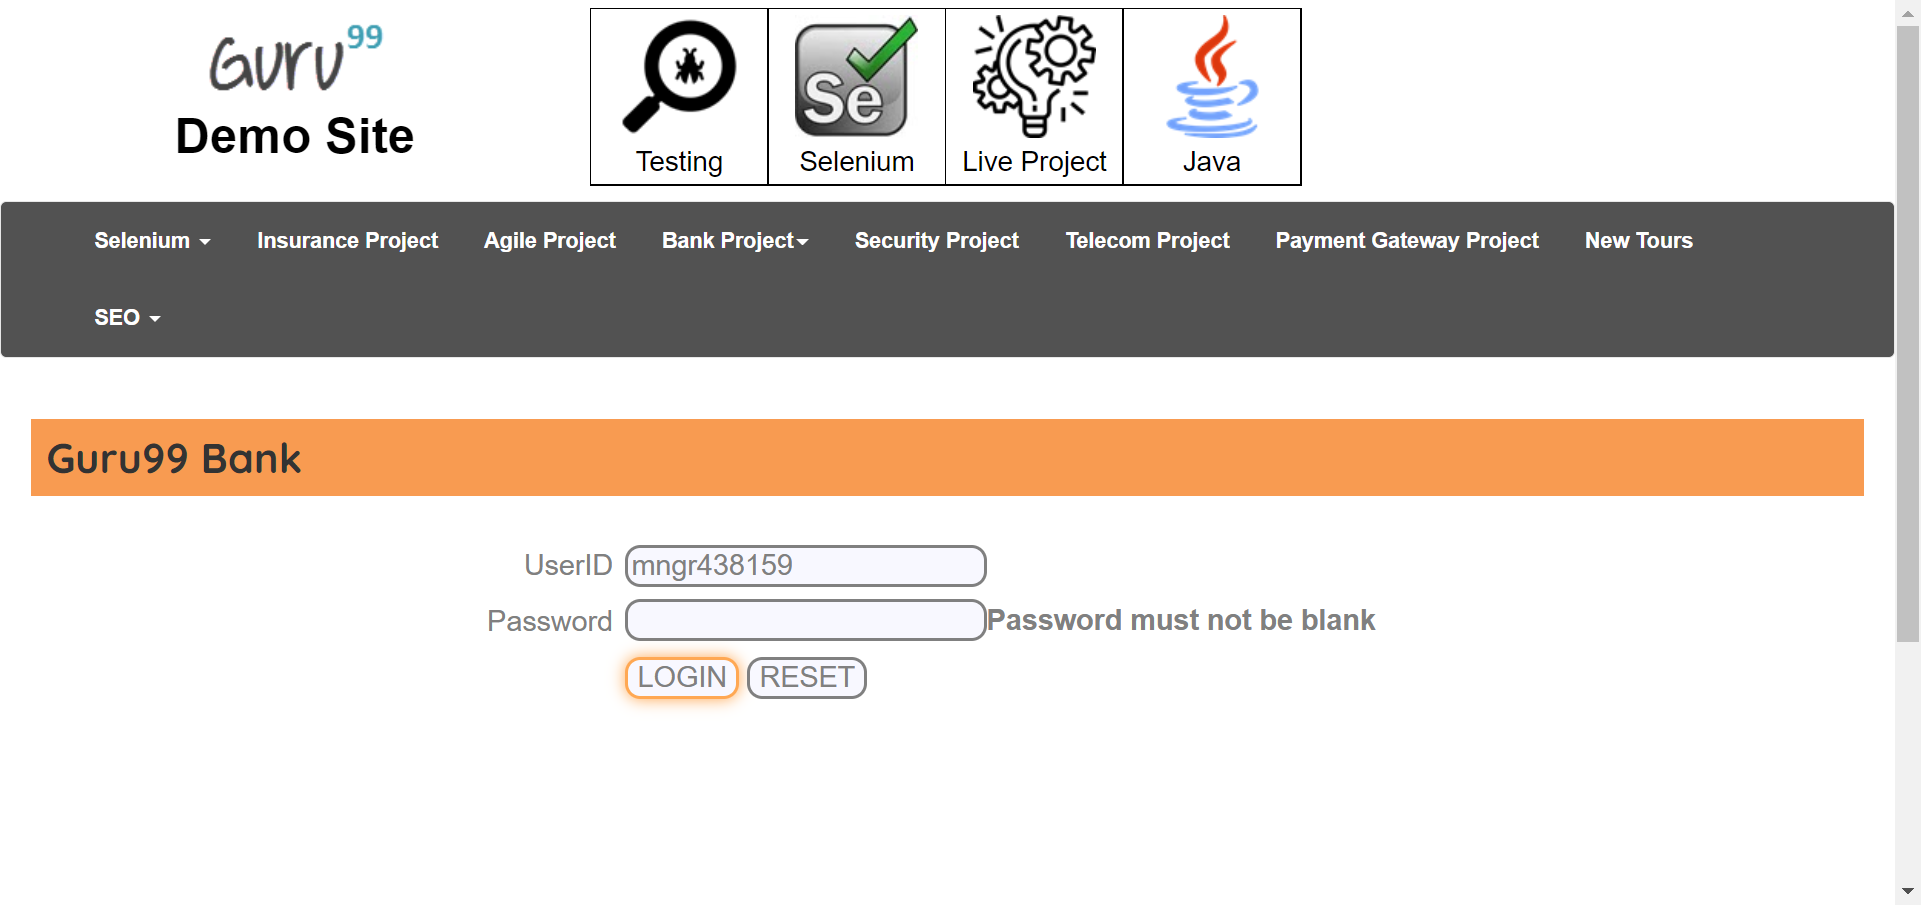 Guru99
Demo Site
Se
Testing
Selenium
Live Project
Java
Selenium
Insurance Project
Agile Project
Bank Project
Security Project
Telecom Project
Payment Gateway Project
New Tours
SEO
Guru99 Bank
UserID mngr438159
Password Password must not be blank
LOGIN RESET